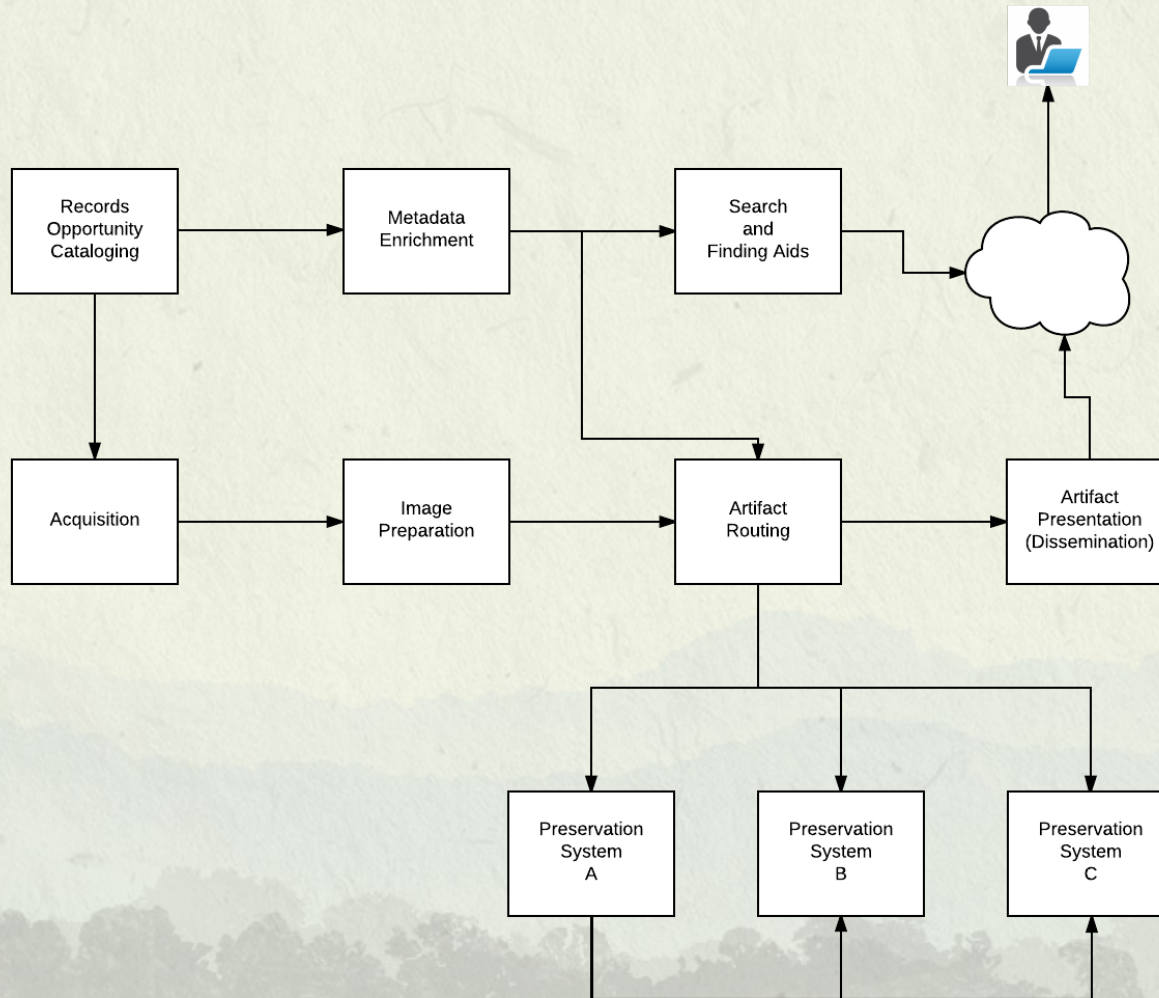 Records
Opportunity
Cataloging
Metadada
Enrichment
Search
and
Finding Aids
Acquisition
Image
Preparation
Artifact
Routing
Artifact
Presentation
(Dissemination)
Preservation
System
A
Preservation
System
B
Preservation
System
C